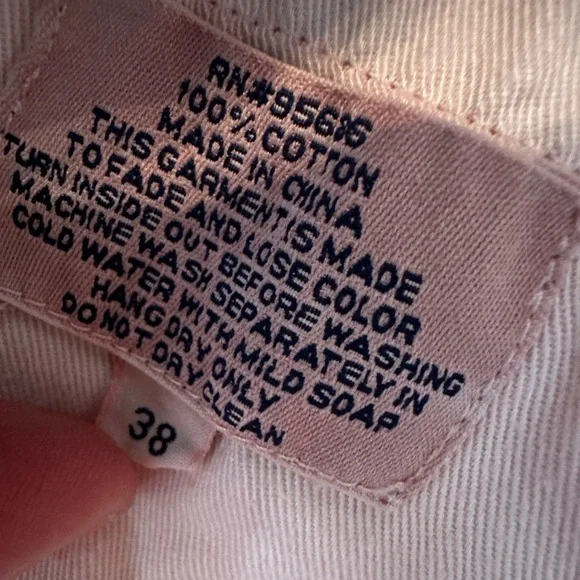 RN#95686
100% COTTON
MADE IN CHINA
THIS GARMENT IS MADE
TO FADE AND LOSE COLOR
TURN INSIDE OUT BEFORE WASHING
MACHINE WASH SEPARATELY IN
COLD WATER WITH MILD SOAP
HANG DRY ONLY
DO NOT DRY CLEAN
38